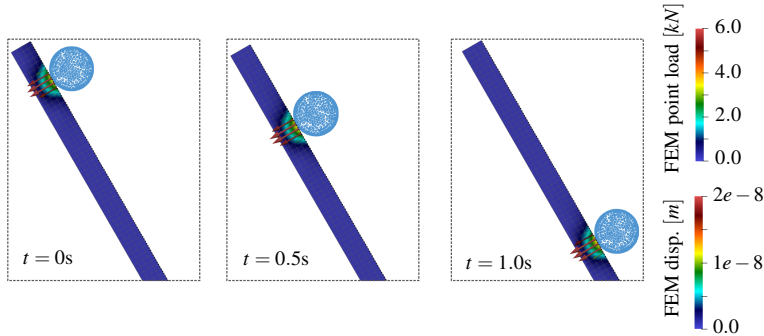 t = 0s
t = 0.5s
t = 1.0s
FEM point load [kN]
6.0
4.0
2.0
0.0
FEM disp. [m]
2e − 8
1e − 8
0.0